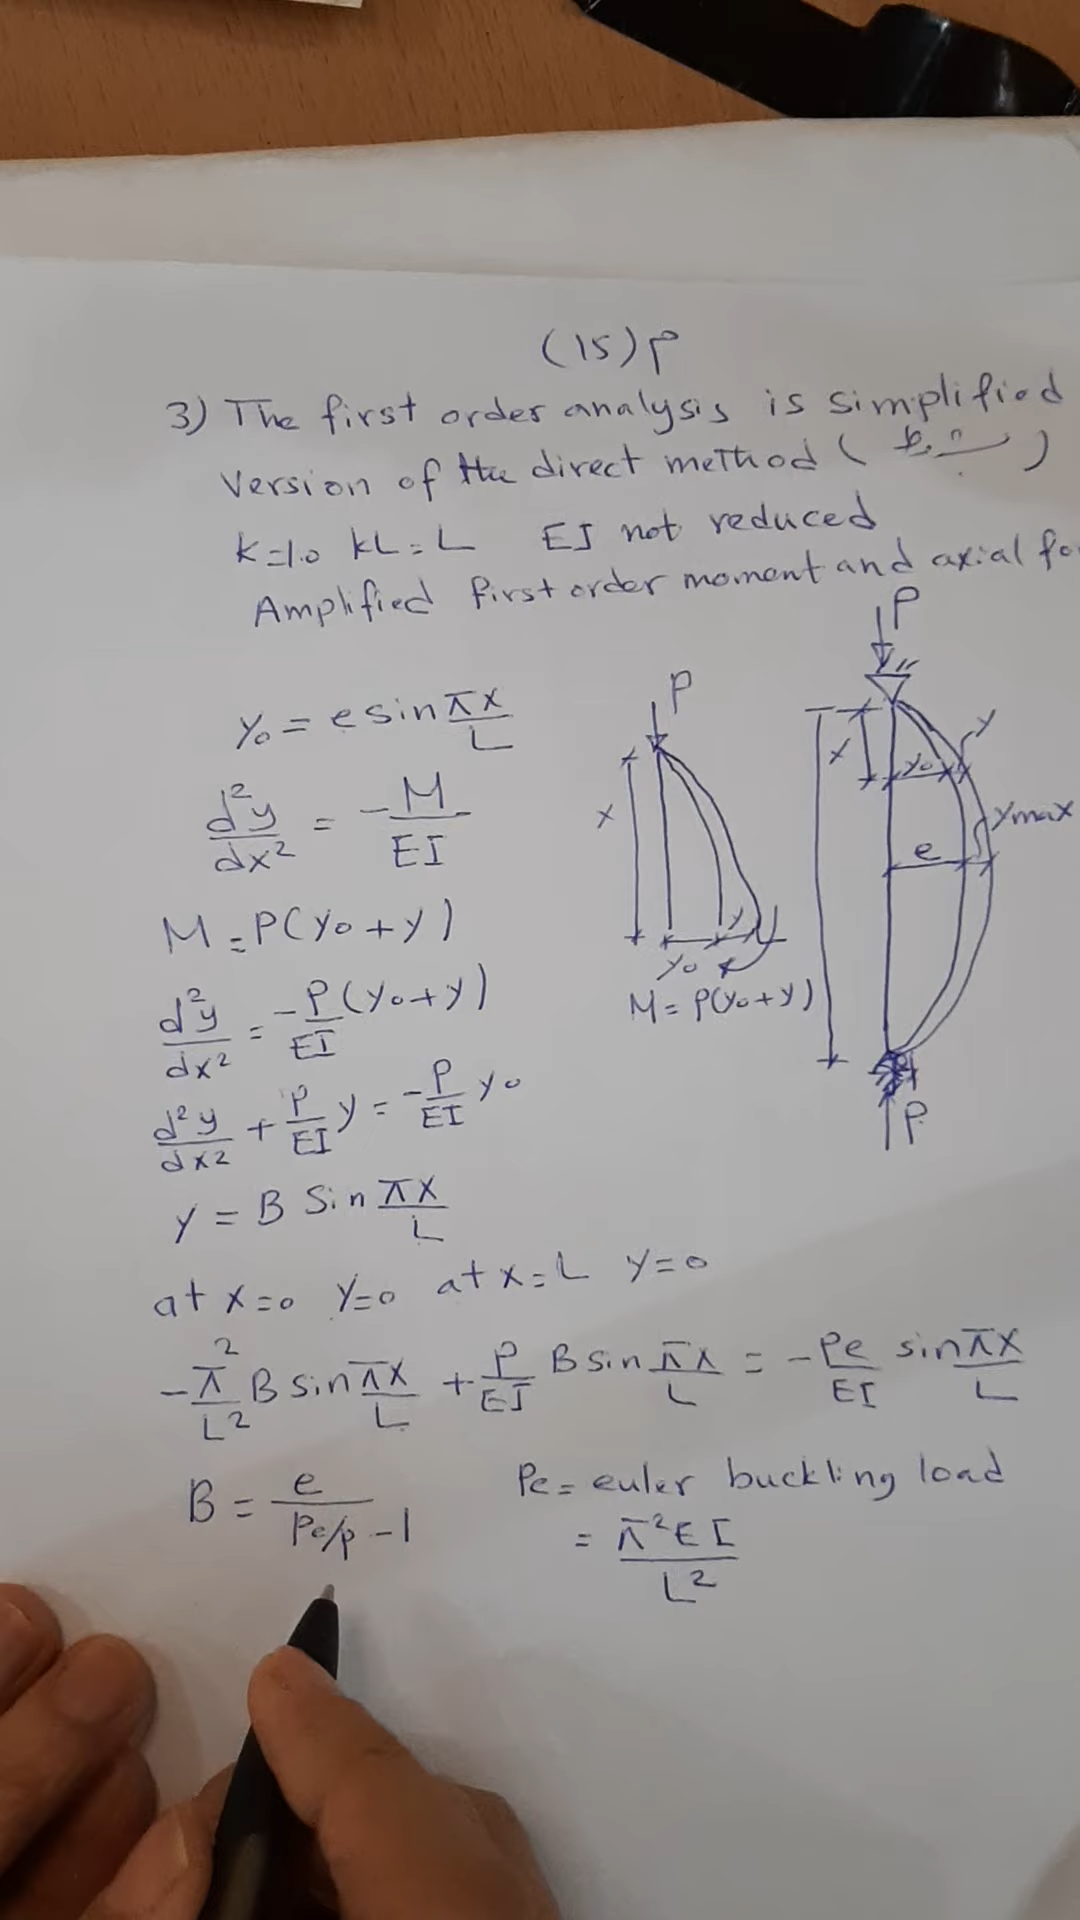 (15)P
3) The first order analysis is simplified
version of the direct method (
K=1.0 KL=L EI not reduced
Amplified first order moment and axial fo
P
y₀ = e sin πx/L
P
x
y₀
y
x
ymax
e
d²y/dx² = -M/EI
M = P(y₀+y)
y
y₀
M = P(y₀+y)
d²y/dx² = -P/EI (y₀+y)
d²y/dx² + P/EI y = -P/EI y₀
P
y = B Sin πx/L
at x=0 y=0 at x=L y=0
-π²/L² B sin πx/L + P/EI B sin πx/L = -Pe/EI sin πx/L
B = e/(Pe/P - 1) Pe = euler buckling load
= π²EI/L²